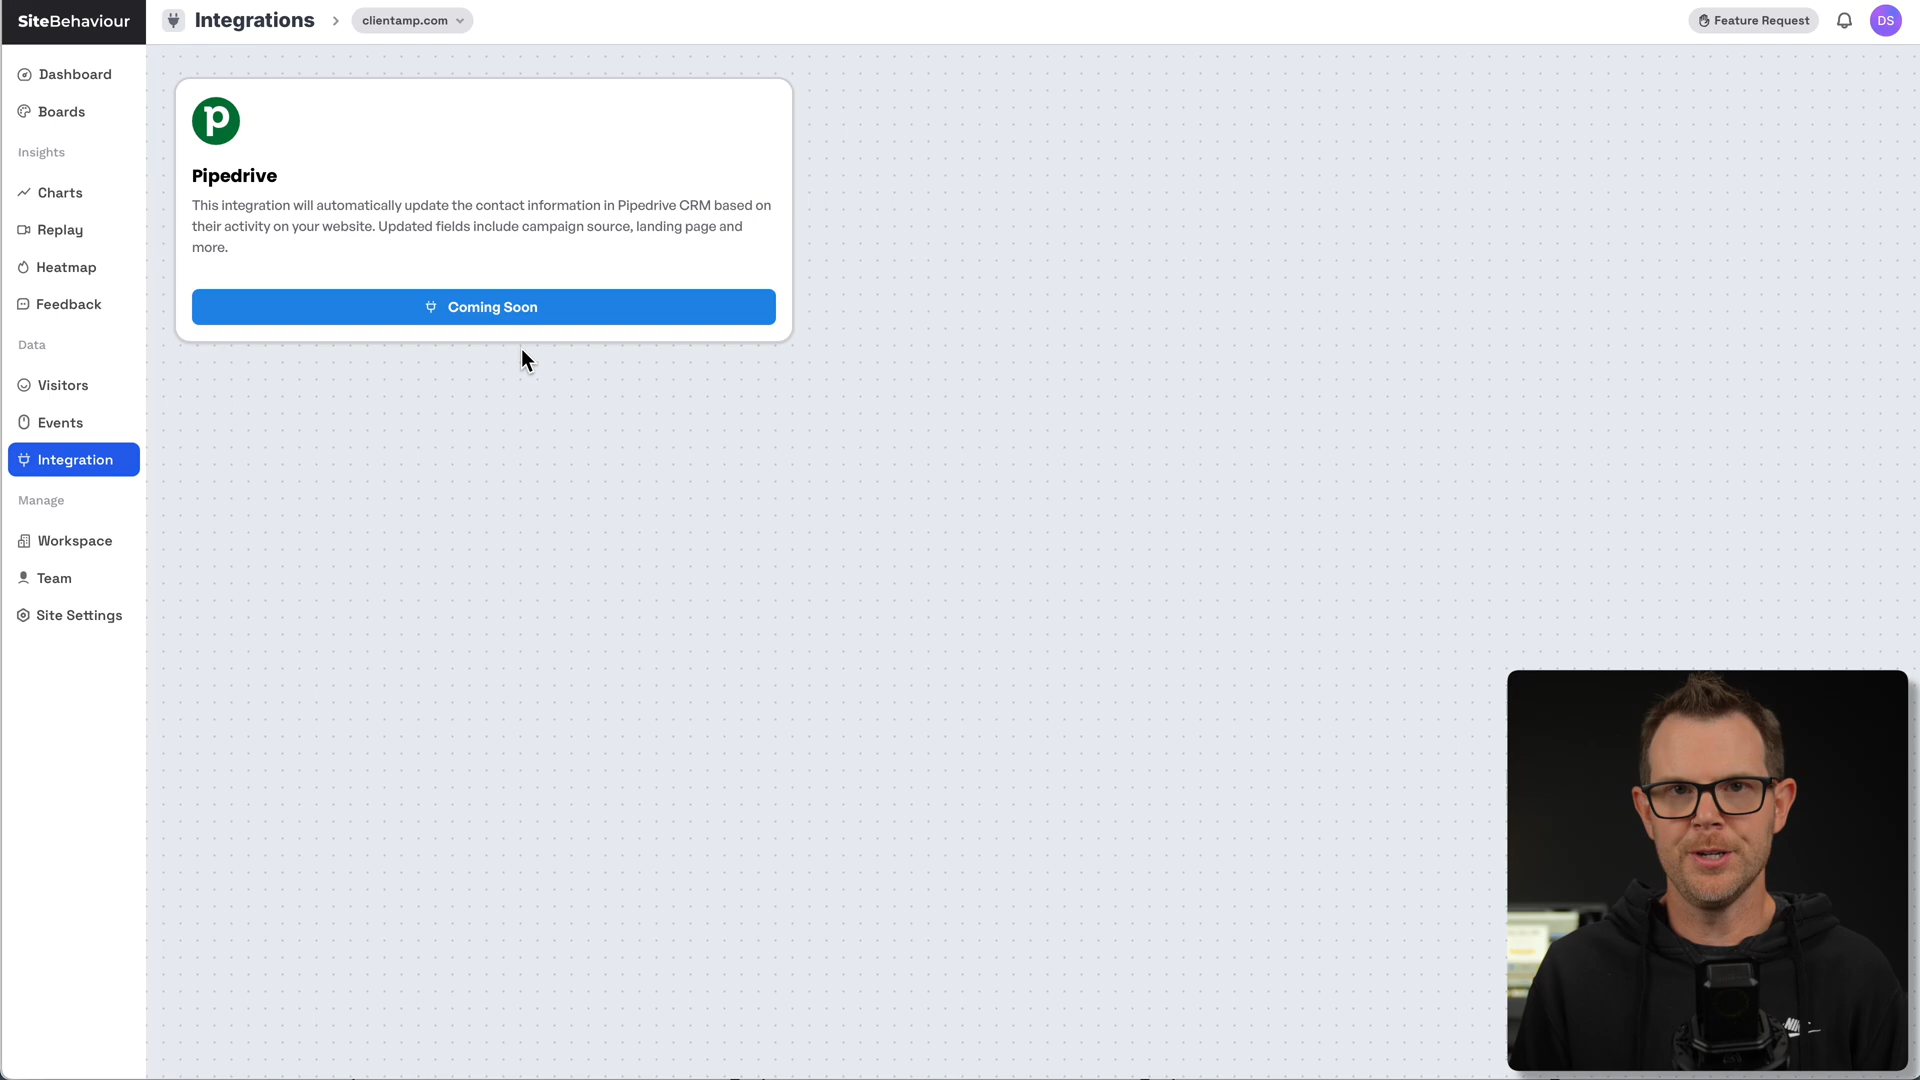 SiteBehaviour
Integrations
clientamp.com
Feature Request
DS
Dashboard
Boards
Insights
Charts
Replay
Heatmap
Feedback
Data
Visitors
Events
Integration
Manage
Workspace
Team
Site Settings
Pipedrive
This integration will automatically update the contact information in Pipedrive CRM based on
their activity on your website. Updated fields include campaign source, landing page and
more.
Coming Soon